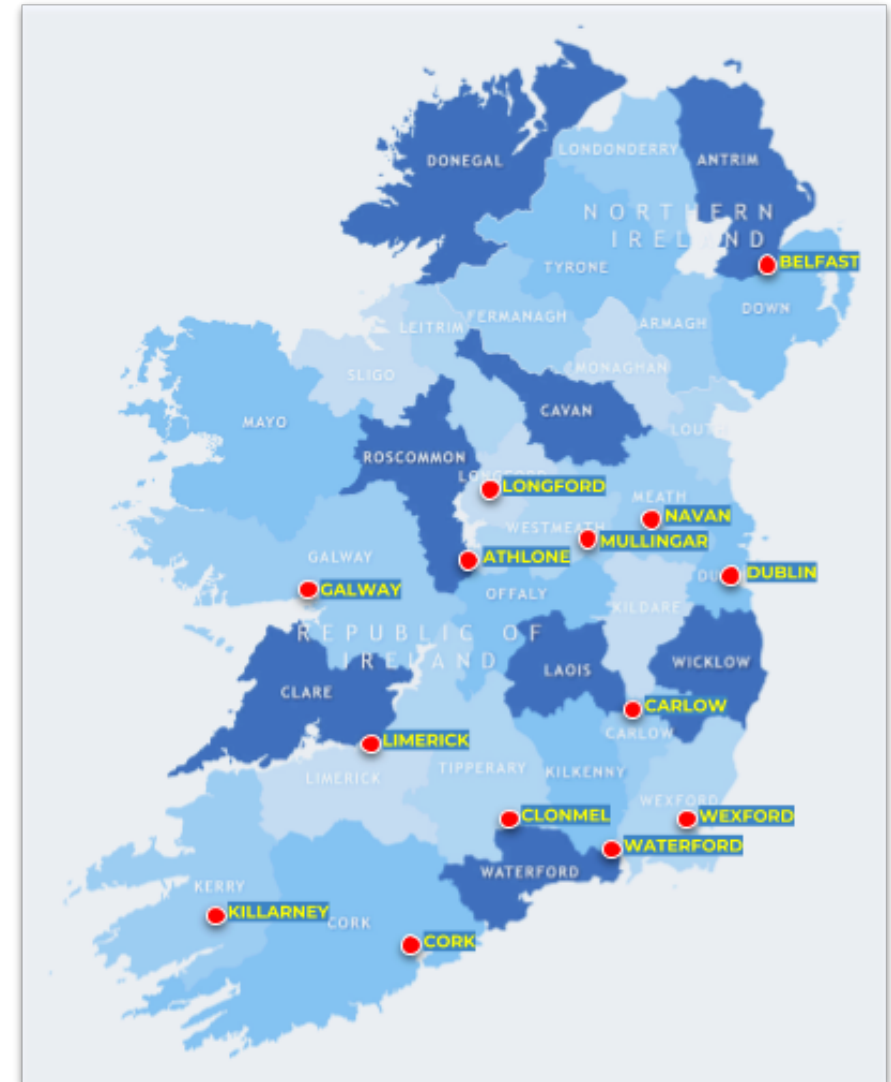 DONEGAL
LONDONDERRY
ANTRIM
NORTHERN
IRELAND
TYRONE
BELFAST
DOWN
FERMANAGH
LEITRIM
ARMAGH
SLIGO
MONAGHAN
CAVAN
MAYO
LOUTH
ROSCOMMON
LONGFORD
LONGFORD
MEATH
NAVAN
WESTMEATH
MULLINGAR
GALWAY
ATHLONE
DUBLIN
GALWAY
OFFALY
KILDARE
REPUBLIC OF
IRELAND
LAOIS
WICKLOW
CLARE
CARLOW
CARLOW
LIMERICK
TIPPERARY
KILKENNY
LIMERICK
WEXFORD
CLONMEL
WEXFORD
WATERFORD
WATERFORD
KERRY
KILLARNEY
CORK
CORK